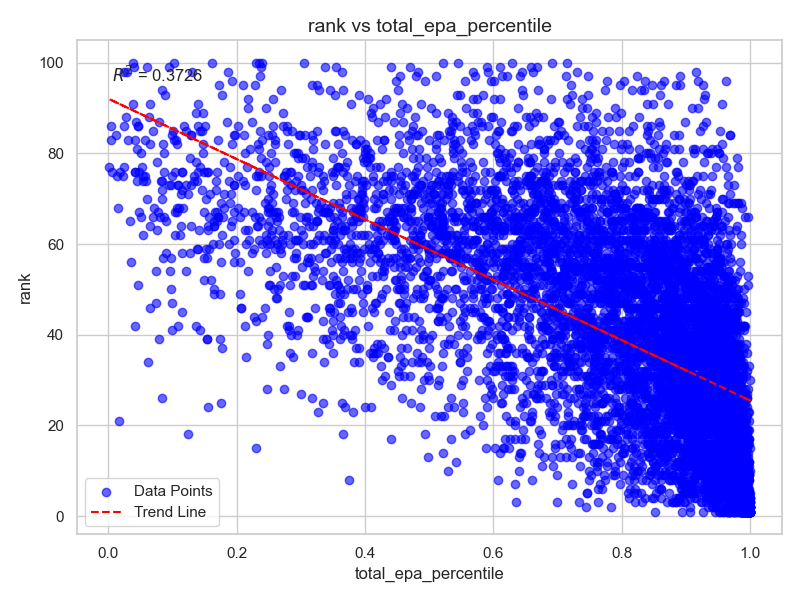 rank vs total_epa_percentile
R² = 0.3726
100
80
60
40
20
0
rank
Data Points
Trend Line
0.0 0.2 0.4 0.6 0.8 1.0
total_epa_percentile